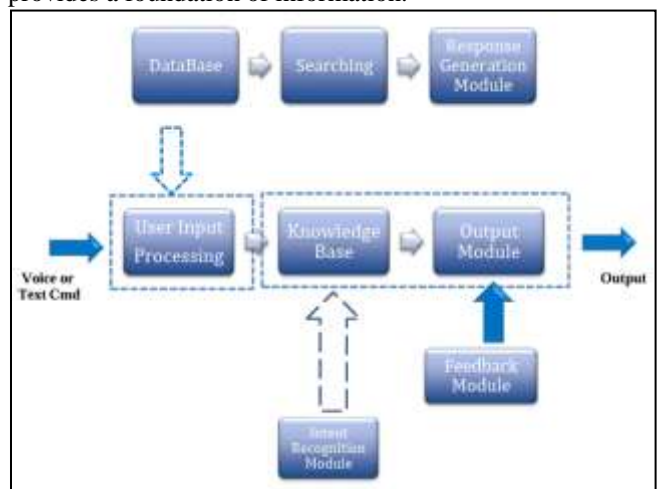 provides a foundation of information.
DataBase
Searching
Response
Generation
Module
User Input
Processing
Knowledge
Base
Output
Module
Voice or
Text Cmd
Output
Feedback
Module
Intent
Recognition
Module